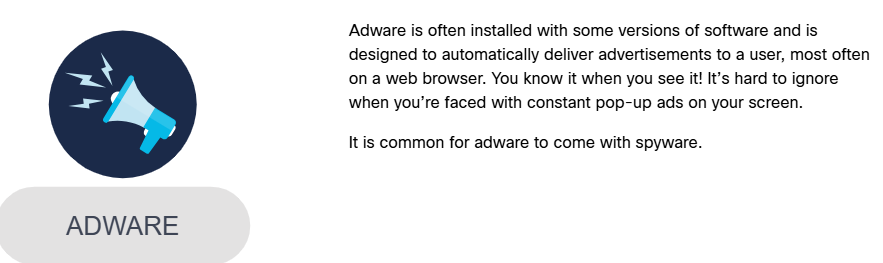 Adware is often installed with some versions of software and is
designed to automatically deliver advertisements to a user, most often
on a web browser. You know it when you see it! It’s hard to ignore
when you’re faced with constant pop-up ads on your screen.
It is common for adware to come with spyware.
ADWARE